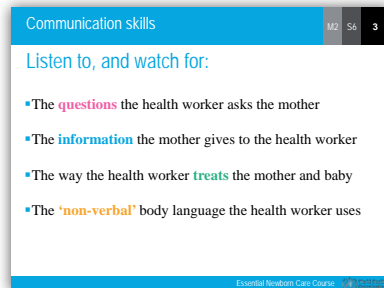 Communication skills
M2 S6 3
Listen to, and watch for:
▪The questions the health worker asks the mother
▪The information the mother gives to the health worker
▪The way the health worker treats the mother and baby
▪The ‘non-verbal’ body language the health worker uses
Essential Newborn Care Course